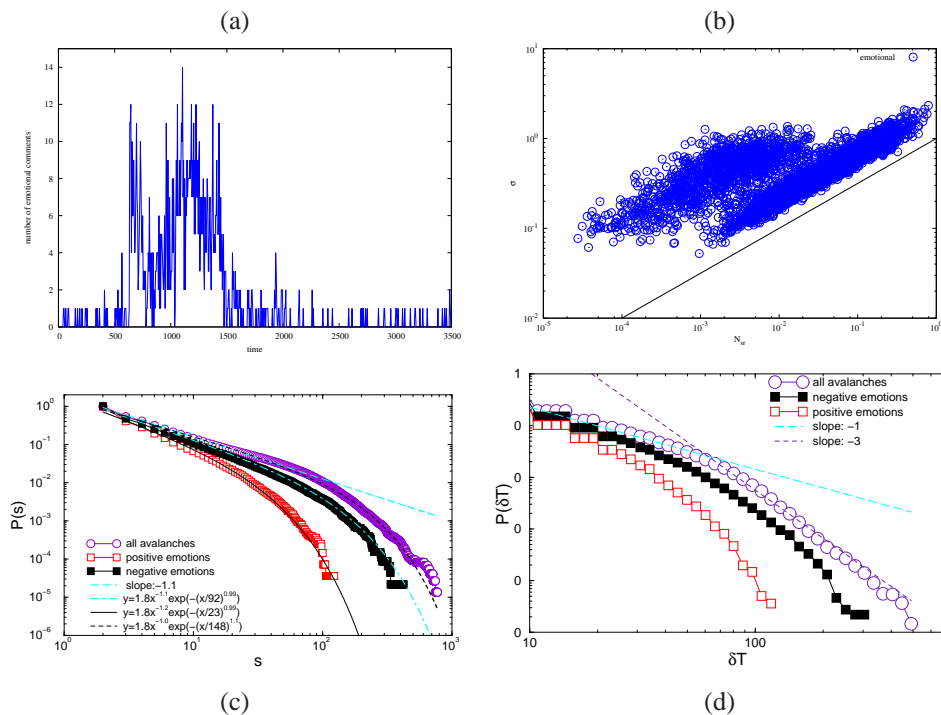 (a)
(b)
number of emotional comments
14
12
10
8
6
4
2
0
0 500 1000 1500 2000 2500 3000 3500
time
emotional
σ
10^1
10^0
10^-1
10^-2
10^-5 10^-4 10^-3 10^-2 10^-1 10^0
N_se
P(s)
10^0
10^-1
10^-2
10^-3
10^-4
10^-5
10^-6
all avalanches
positive emotions
negative emotions
slope:−1.1
y=1.8x^-1.1exp(−(x/92)^0.99
y=1.8x^-1.2exp(−(x/23)^0.99
y=1.8x^-1.0exp(−(x/148)^1.1
10^0 10^1 10^2 10^3
s
P(δT)
1
0
0
0
0
0
all avalanches
negative emotions
positive emotions
slope: −1
slope: −3
10 100
δT
(c)
(d)